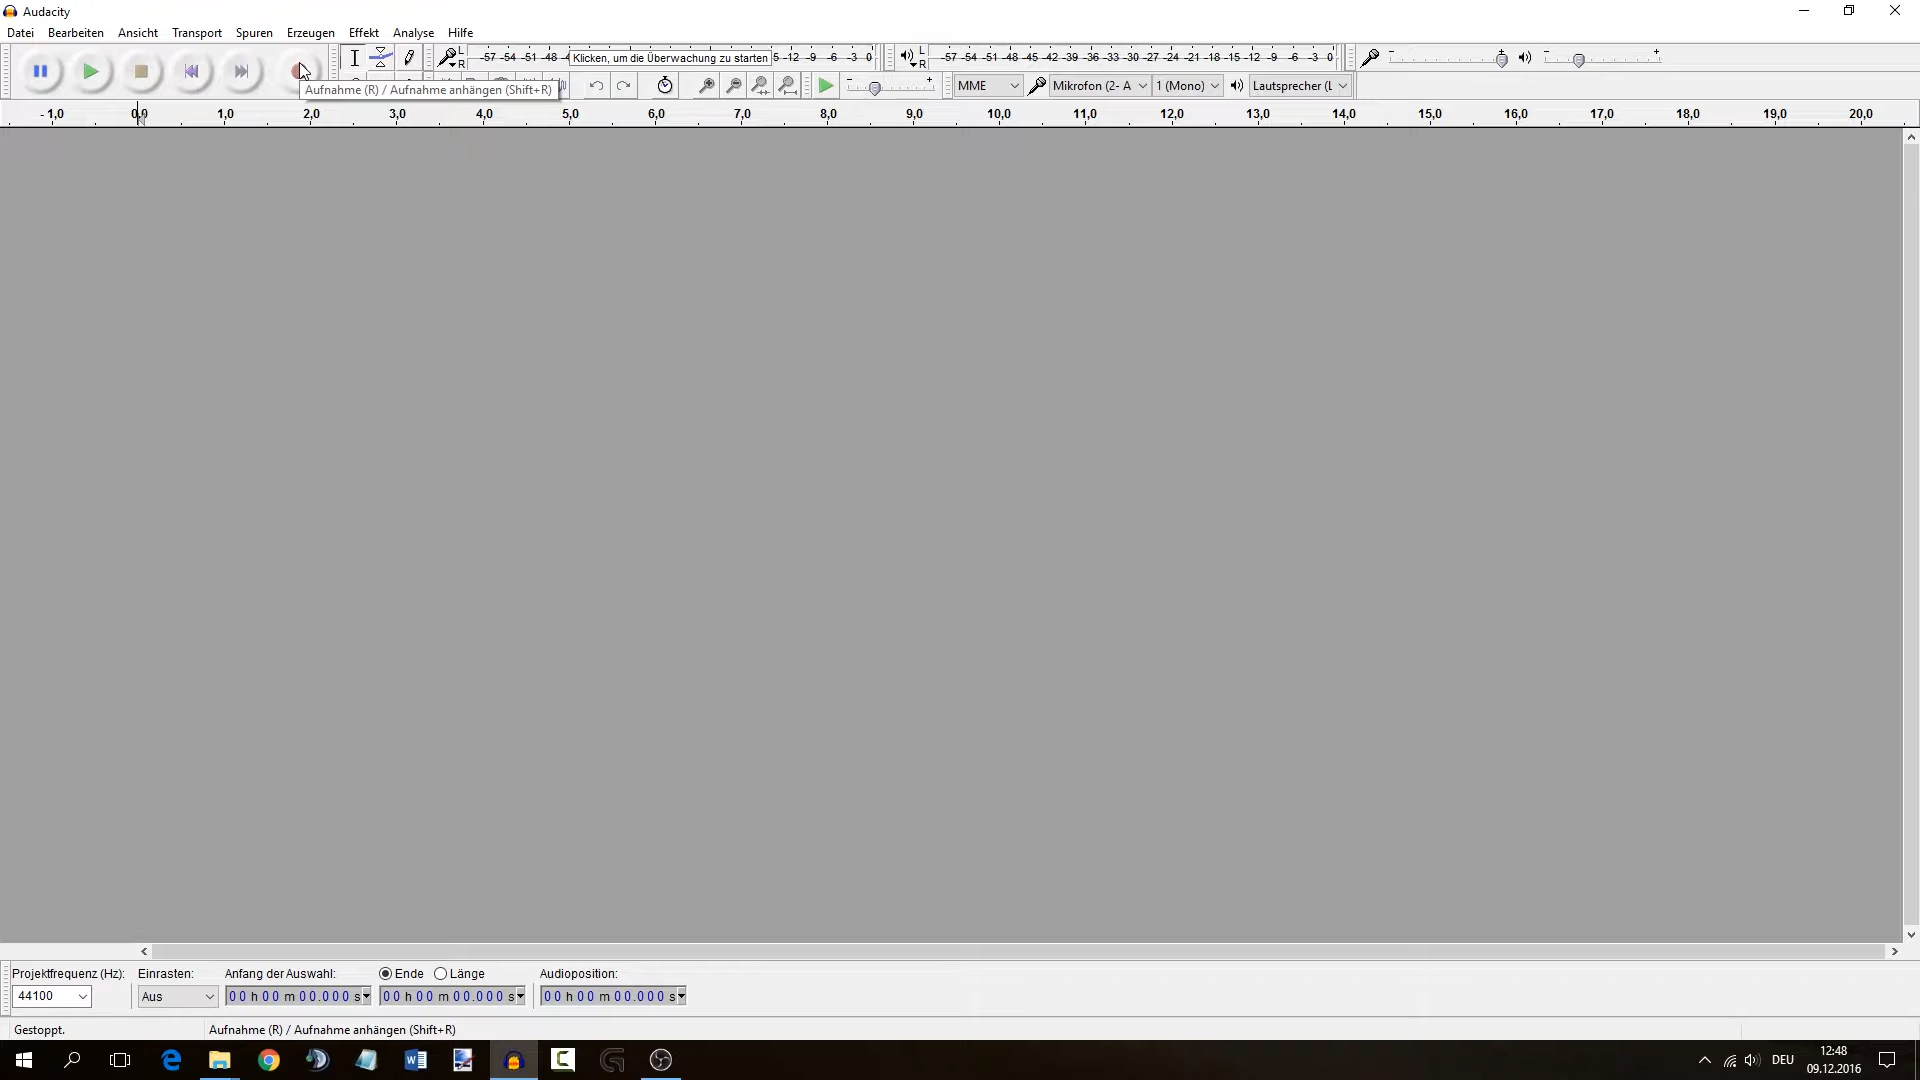 Audacity
Datei Bearbeiten Ansicht Transport Spuren Erzeugen Effekt Analyse Hilfe
L R -57 -54 -51 -48 Klicken, um die Überwachung zu starten -12 -9 -6 -3 0
L R -57 -54 -51 -48 -45 -42 -39 -36 -33 -30 -27 -24 -21 -18 -15 -12 -9 -6 -3 0
- + - +
Aufnahme (R) / Aufnahme anhängen (Shift+R)
- + MME Mikrofon (2- A 1 (Mono) Lautsprecher (L
- 1,0 0,0 1,0 2,0 3,0 4,0 5,0 6,0 7,0 8,0 9,0 10,0 11,0 12,0 13,0 14,0 15,0 16,0 17,0 18,0 19,0 20,0
Projektfrequenz (Hz): Einrasten: Anfang der Auswahl: Ende Länge Audioposition:
44100 Aus 00 h 00 m 00.000 s 00 h 00 m 00.000 s 00 h 00 m 00.000 s
Gestoppt. Aufnahme (R) / Aufnahme anhängen (Shift+R)
DEU 12:48
09.12.2016